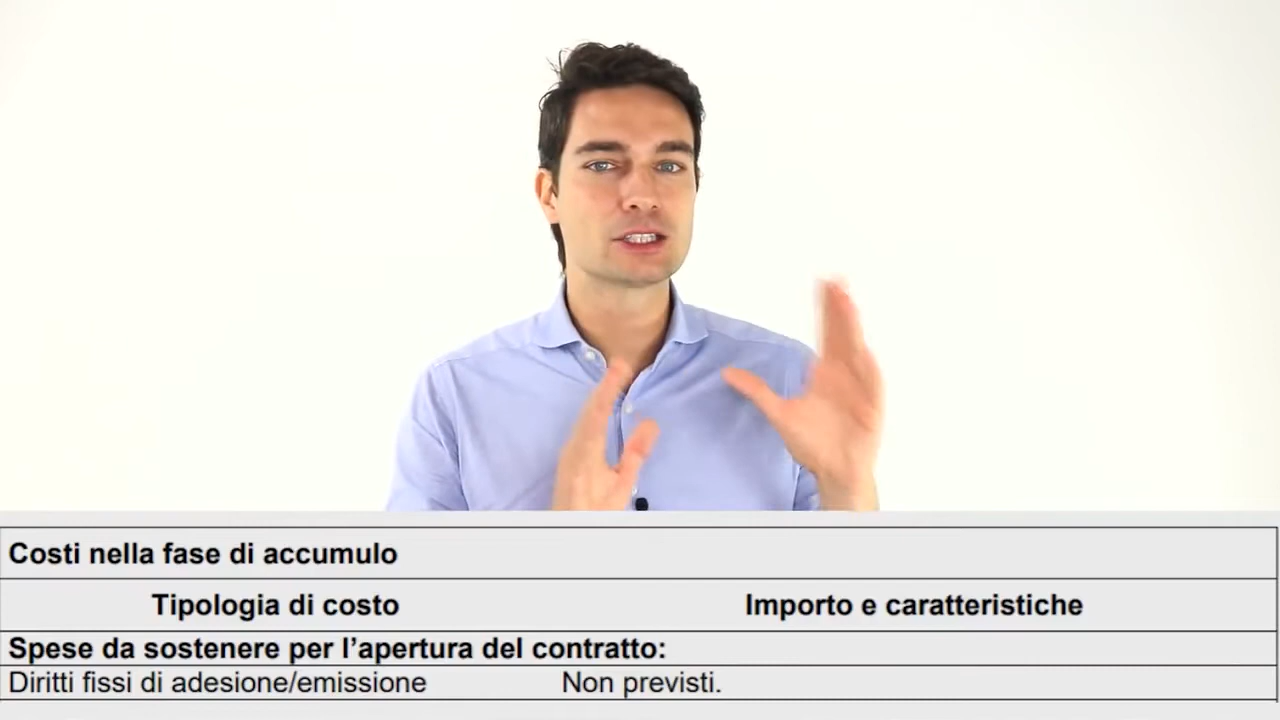 Costi nella fase di accumulo
Tipologia di costo Importo e caratteristiche
Spese da sostenere per l’apertura del contratto:
Diritti fissi di adesione/emissione Non previsti.